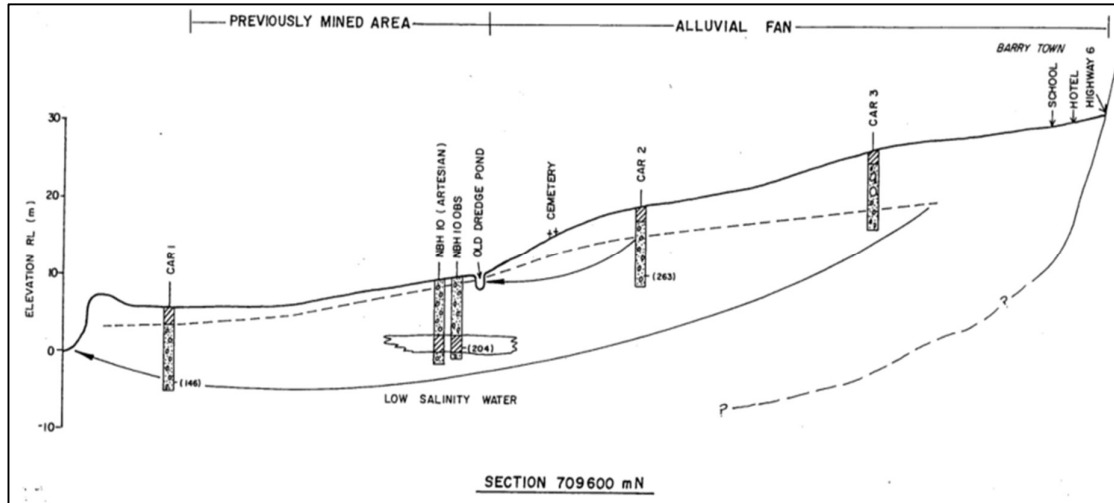 PREVIOUSLY MINED AREA
ALLUVIAL FAN
BARRY TOWN
SCHOOL
HOTEL
HIGHWAY 6
CAR 3
CAR 2
CEMETERY
OLD DREDGE POND
NBH 10 OBS
NBH 10 (ARTESIAN)
CAR 1
ELEVATION RL (m)
30
20
10
0
-10
(263)
(204)
(146)
?
?
LOW SALINITY WATER
SECTION 709600 mN